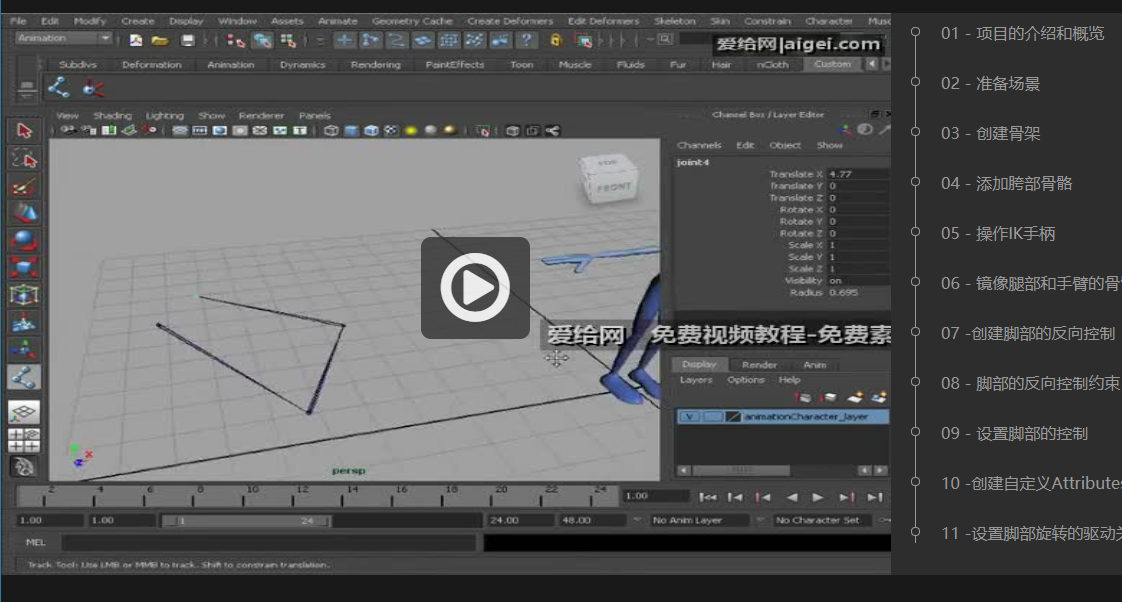 File Edit Modify Create Display Window Assets Animate Geometry Cache Create Deformers Edit Deformers Skeleton Skin Constrain Character Musc
Animation
爱给网|aigei.com
Subdivs Deformation Animation Dynamics Rendering PaintEffects Toon Muscle Fluids Fur Hair nCloth Custom
View Shading Lighting Show Renderer Panels
Channel Box / Layer Editor
Channels Edit Object Show
joint4
Translate X 4.77
Translate Y 0
Translate Z 0
Rotate X 0
Rotate Y 0
Rotate Z 0
Scale X 1
Scale Y 1
Scale Z 1
Visibility on
Radius 0.695
FRONT
爱给网 免费视频教程-免费素
Display Render Anim
Layers Options Help
V animationCharacter_layer
persp
2 4 6 8 10 12 14 16 18 20 22 24
1.00
1.00 1.00 1 24 24.00 48.00 No Anim Layer No Character Set
MEL
Track Tool: Use LMB or MMB to track. Shift to constrain translation.
01 - 项目的介绍和概览
02 - 准备场景
03 - 创建骨架
04 - 添加胯部骨骼
05 - 操作IK手柄
06 - 镜像腿部和手臂的骨
07 -创建脚部的反向控制
08 - 脚部的反向控制约束
09 - 设置脚部的控制
10 -创建自定义Attributes
11 -设置脚部旋转的驱动